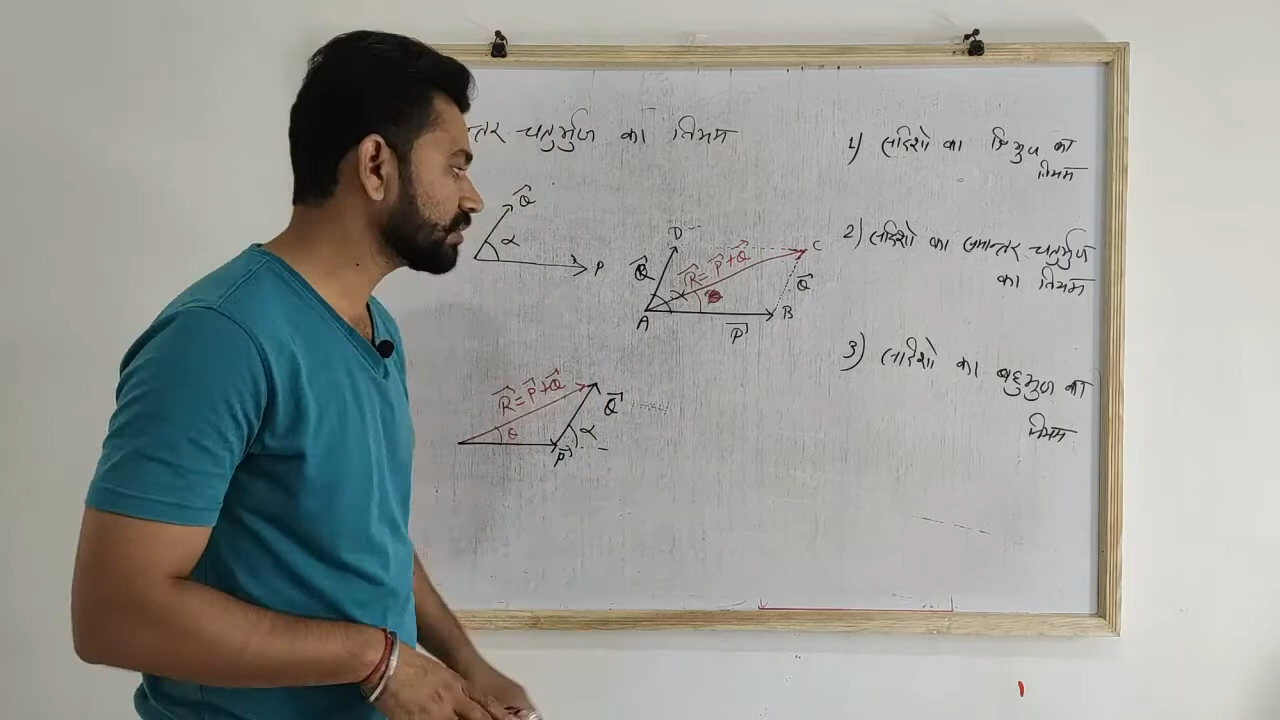 न्तर चतुर्भुज का नियम
Q⃗
α
P
D
C
Q⃗
R⃗ = P⃗ + Q⃗
Q⃗
θ
A
B
P⃗
R⃗ = P⃗ + Q⃗
Q⃗
θ
α
P⃗
1) सदिशो का त्रिभुज का
नियम
2) सदिशो का समान्तर चतुर्भुज
का नियम
3) सदिशो का बहुभुज का
नियम